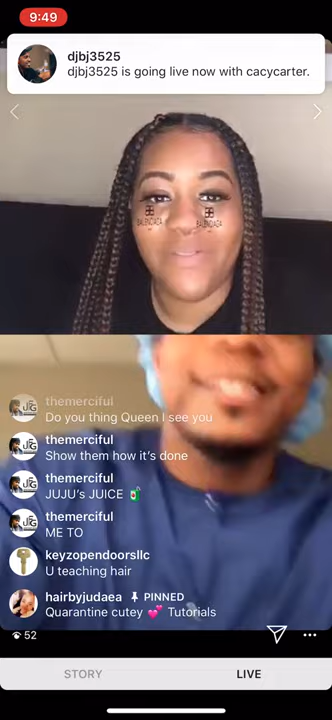 9:49
djbj3525
djbj3525 is going live now with cacycarter.
BALENCIAGA
BALENCIAGA
themerciful
Do you thing Queen I see you
themerciful
Show them how it's done
themerciful
JUJU's JUICE 🧃
themerciful
ME TO
keyzopendoorsllc
U teaching hair
hairbyjudaea PINNED
Quarantine cutey 💕 Tutorials
52
STORY LIVE